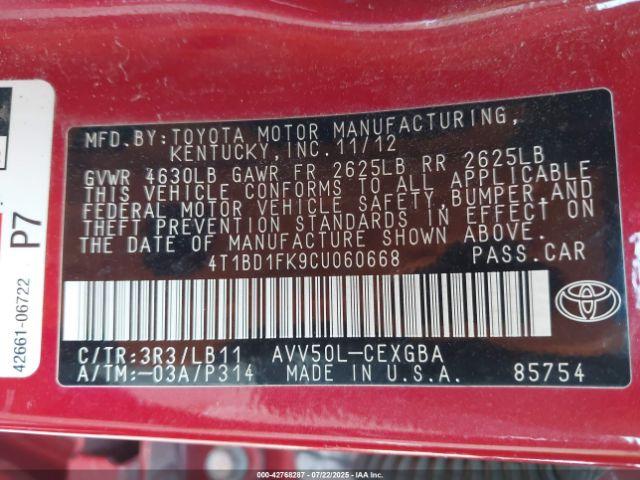 MFD.BY:TOYOTA MOTOR MANUFACTURING,
KENTUCKY,INC.11/12
GVWR 4630LB GAWR FR 2625LB RR 2625LB
THIS VEHICLE CONFORMS TO ALL APPLICABLE
FEDERAL MOTOR VEHICLE SAFETY,BUMPER,AND
THEFT PREVENTION STANDARDS IN EFFECT ON
THE DATE OF MANUFACTURE SHOWN ABOVE.
4T1BD1FK9CU060668 PASS.CAR
C/TR:3R3/LB11 AVV50L-CEXGBA
A/TM:-03A/P314 MADE IN U.S.A. 85754
P7
42661-06722
© IAA - 42768287 - 07/22/2025 - IAAI.COM